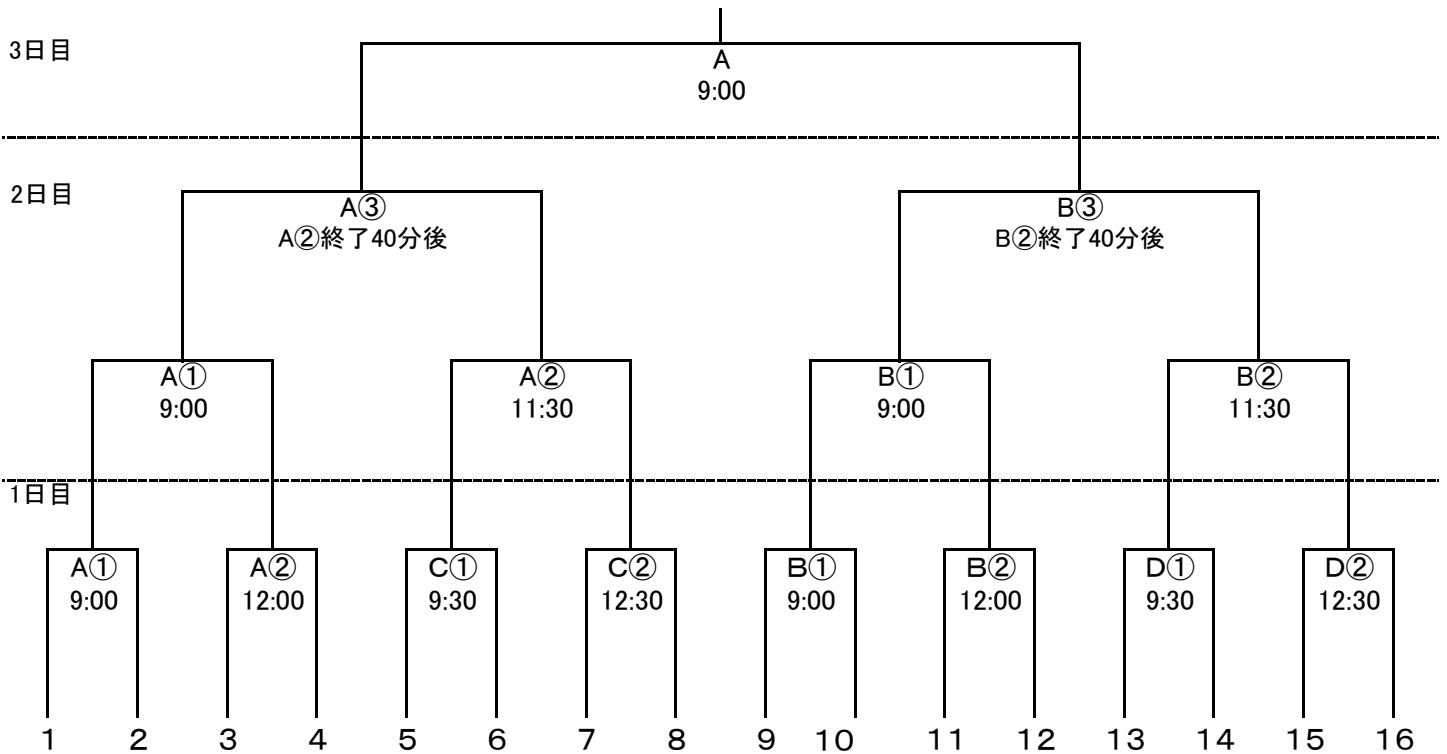 3日目
A
9:00
2日目
A③ B③
A②終了40分後 B②終了40分後
A① A② B① B②
9:00 11:30 9:00 11:30
1日目
A① A② C① C② B① B② D① D②
9:00 12:00 9:30 12:30 9:00 12:00 9:30 12:30
1 2 3 4 5 6 7 8 9 10 11 12 13 14 15 16